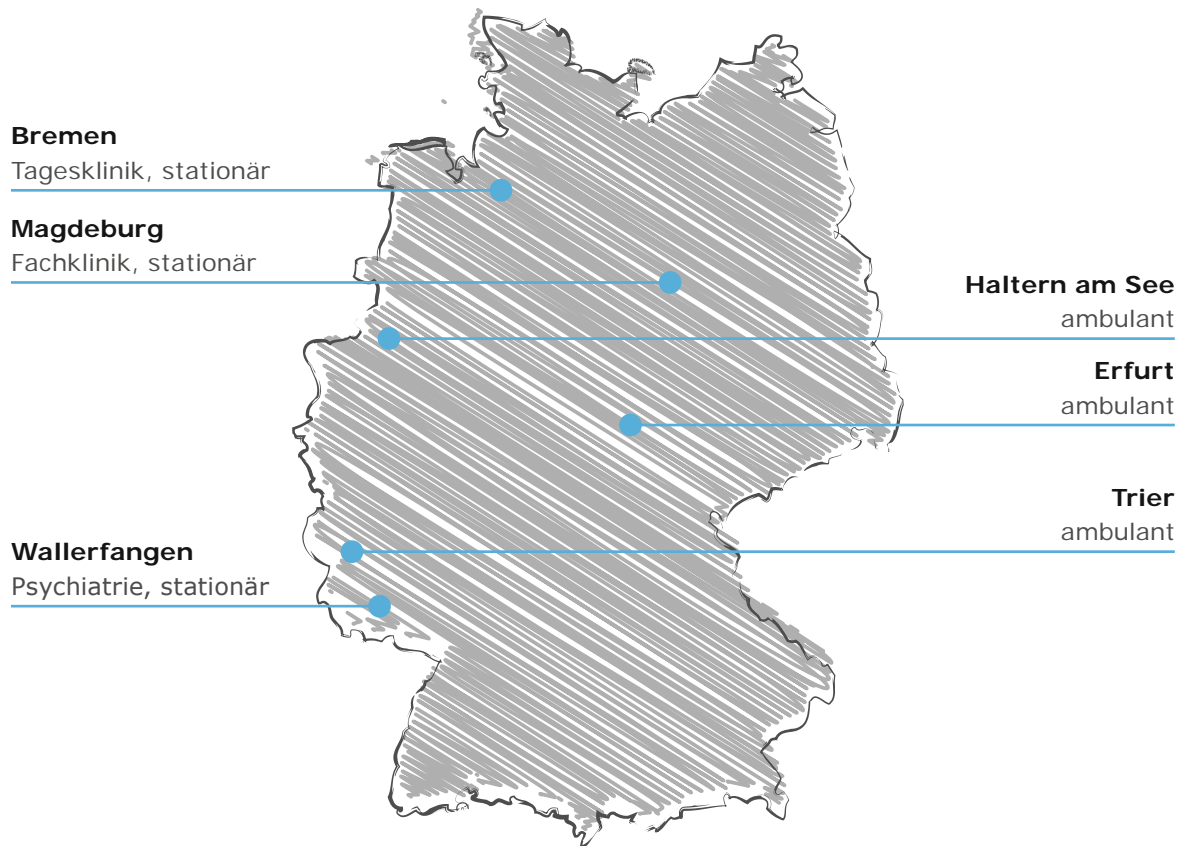 Bremen
Tagesklinik, stationär
Magdeburg
Fachklinik, stationär
Haltern am See
ambulant
Erfurt
ambulant
Trier
ambulant
Wallerfangen
Psychiatrie, stationär